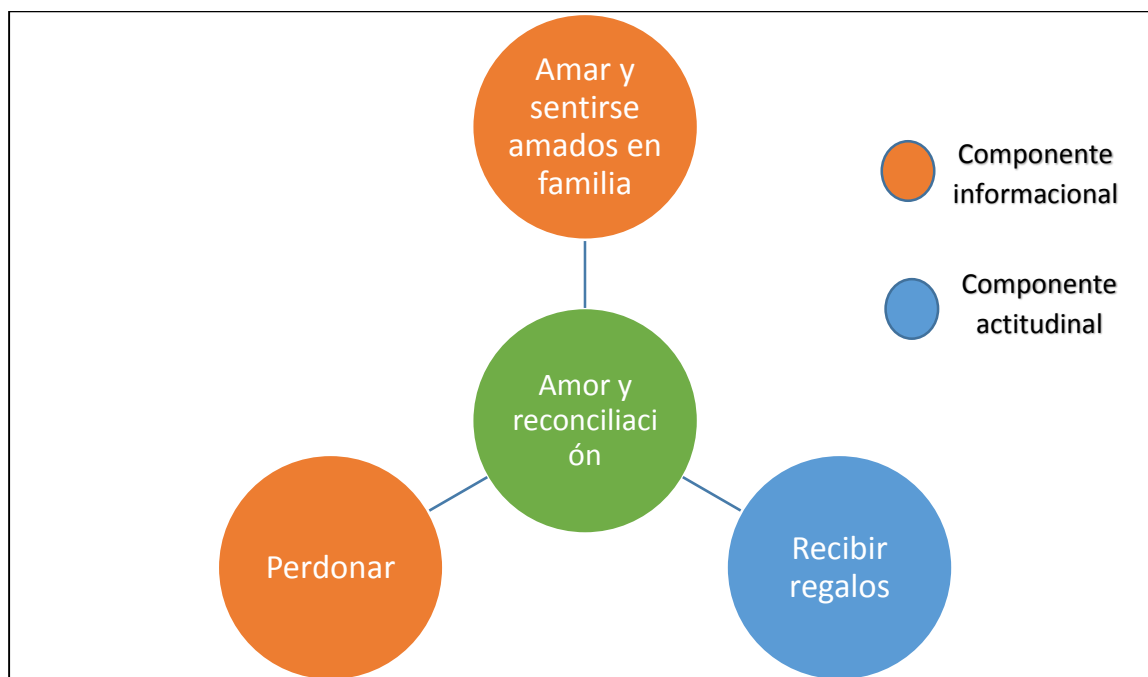 Amar y
sentirse
amados en
familia
Componente
informacional
Componente
actitudinal
Amor y
reconciliaci
ón
Perdonar
Recibir
regalos